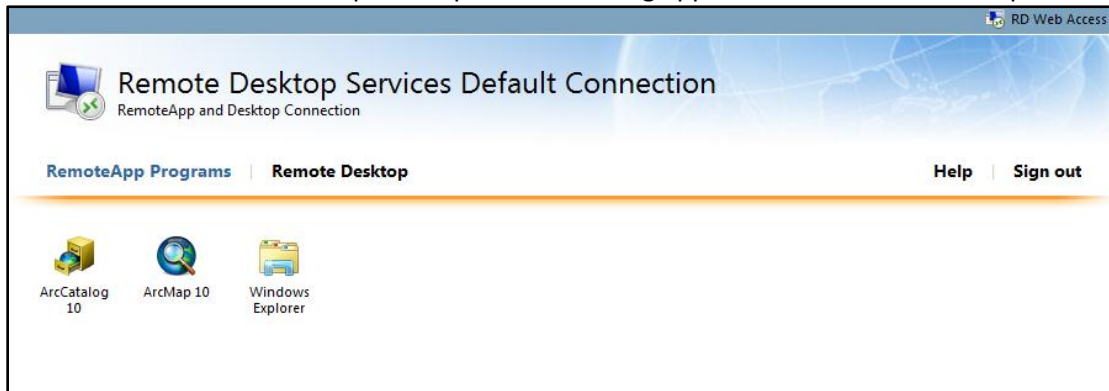 RD Web Access
Remote Desktop Services Default Connection
RemoteApp and Desktop Connection
RemoteApp Programs | Remote Desktop
Help | Sign out
ArcCatalog 10
ArcMap 10
Windows Explorer